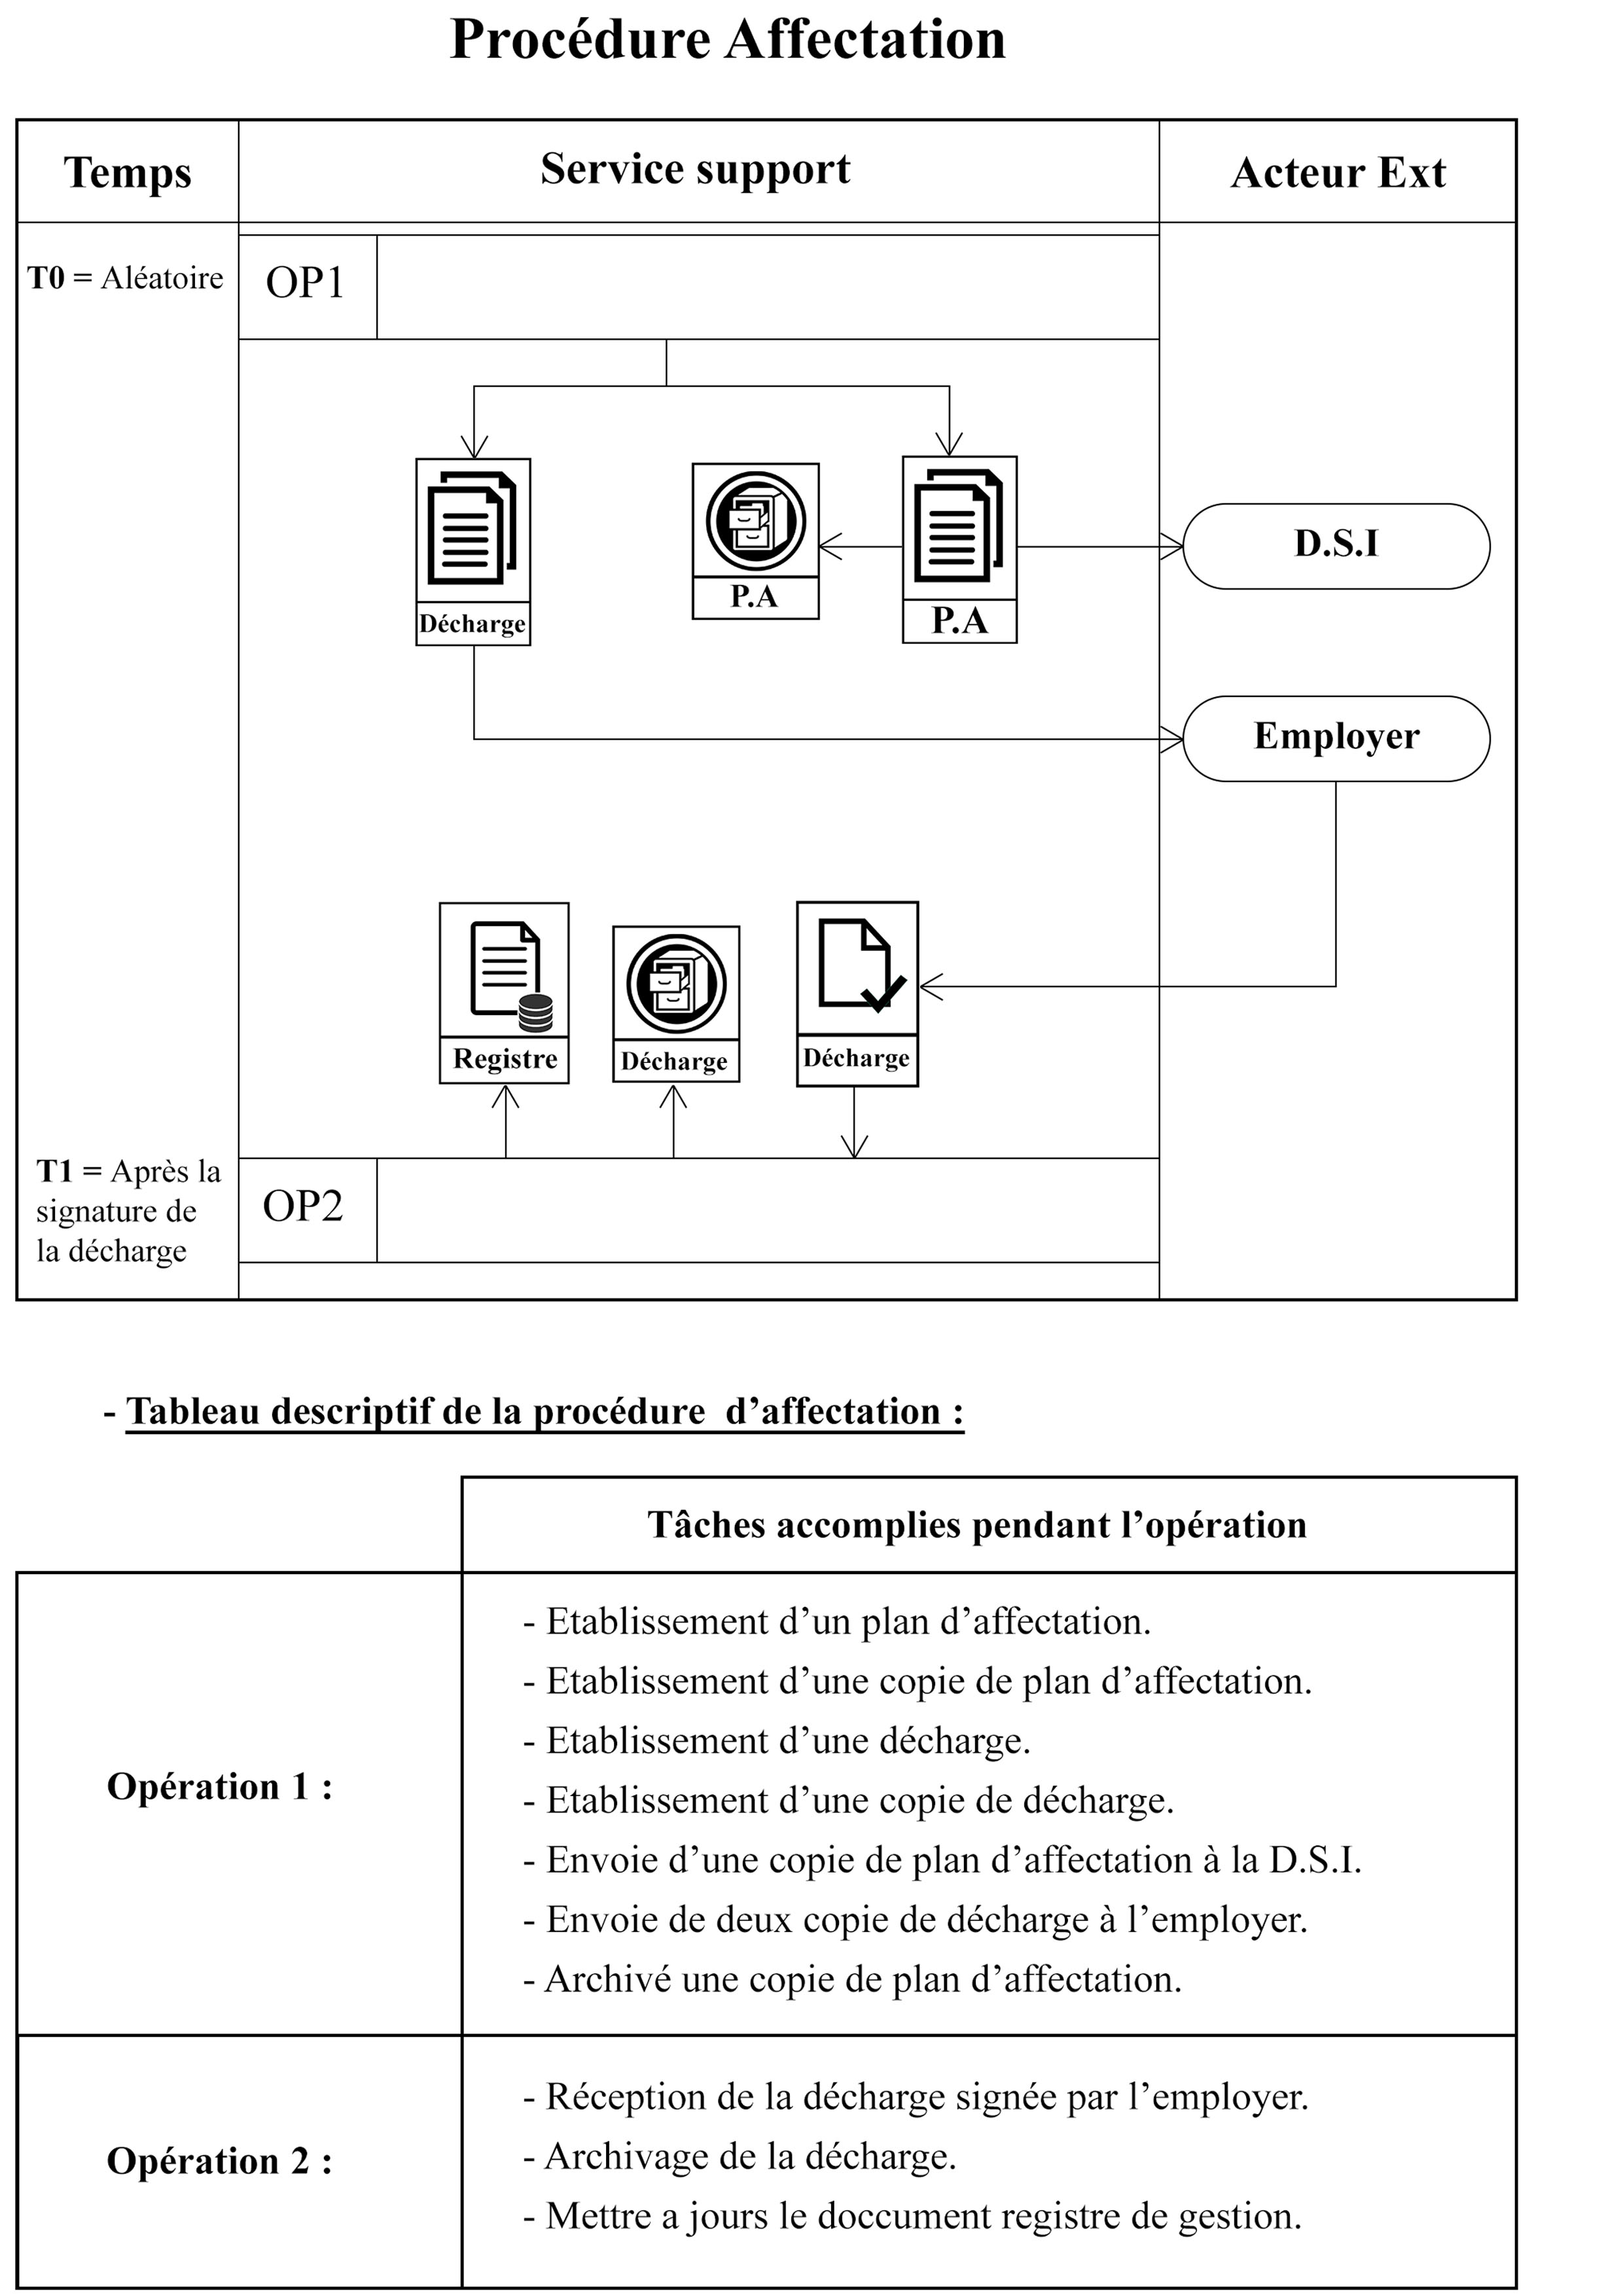 Procédure Affectation
Temps
Service support
Acteur Ext
T0 = Aléatoire
OP1
Décharge
P.A
P.A
D.S.I
Employer
Registre
Décharge
Décharge
T1 = Après la
signature de
la décharge
OP2
- Tableau descriptif de la procédure d’affectation :
Tâches accomplies pendant l’opération
Opération 1 :
- Etablissement d’un plan d’affectation.
- Etablissement d’une copie de plan d’affectation.
- Etablissement d’une décharge.
- Etablissement d’une copie de décharge.
- Envoie d’une copie de plan d’affectation à la D.S.I.
- Envoie de deux copie de décharge à l’employer.
- Archivé une copie de plan d’affectation.
Opération 2 :
- Réception de la décharge signée par l’employer.
- Archivage de la décharge.
- Mettre a jours le doccument registre de gestion.